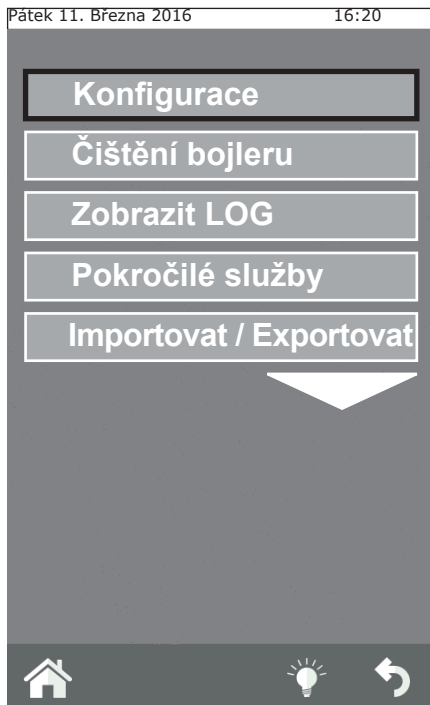 Pátek 11. Března 2016 16:20
Konfigurace
Čištění bojleru
Zobrazit LOG
Pokročilé služby
Importovat / Exportovat